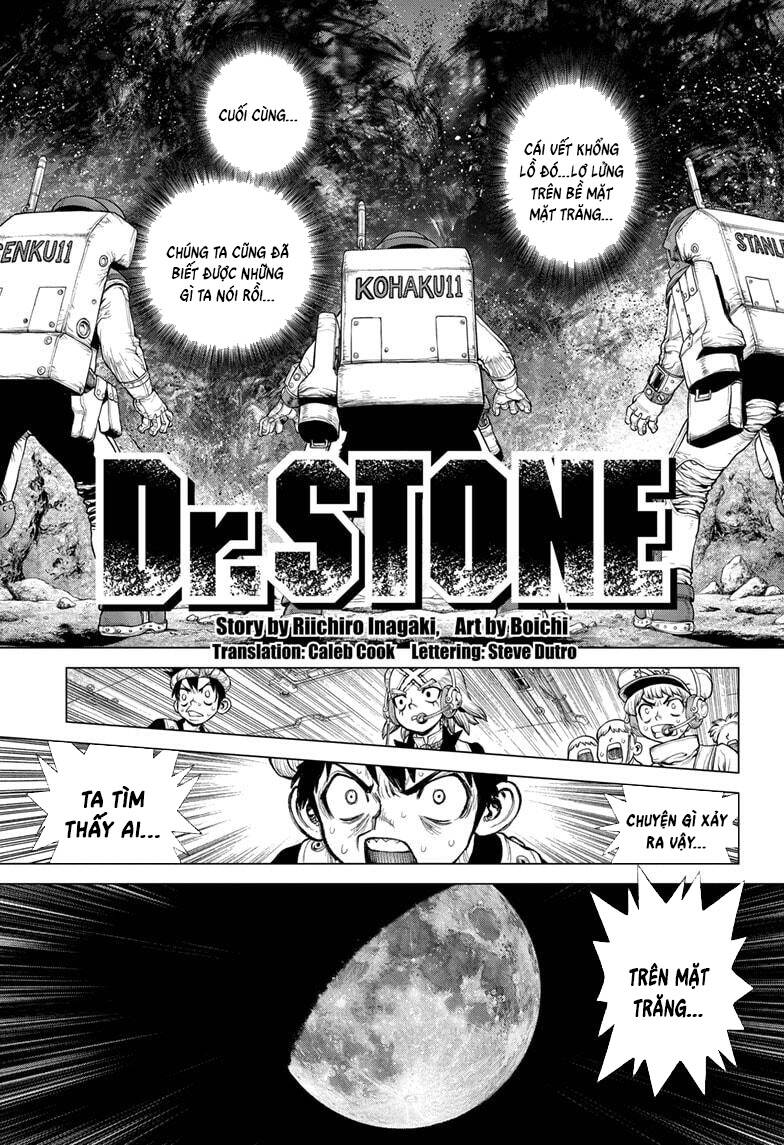 CÁI VẾT KHỔNG
LỒ ĐÓ...LƠ LỬNG
TRÊN BỀ MẶT
MẶT TRĂNG...
CUỐI CÙNG...
CHÚNG TA CŨNG ĐÃ
BIẾT ĐƯỢC NHỮNG
GÌ TA NÓI RỒI...
SENKU11
KOHAKU11
STANL
Dr.STONE
Story by Riichiro Inagaki, Art by Boichi
Translation: Caleb Cook Lettering: Steve Dutro
CHUYỆN GÌ XẢY
RA VẬY...
TA TÌM
THẤY AI...
TRÊN MẶT
TRĂNG...